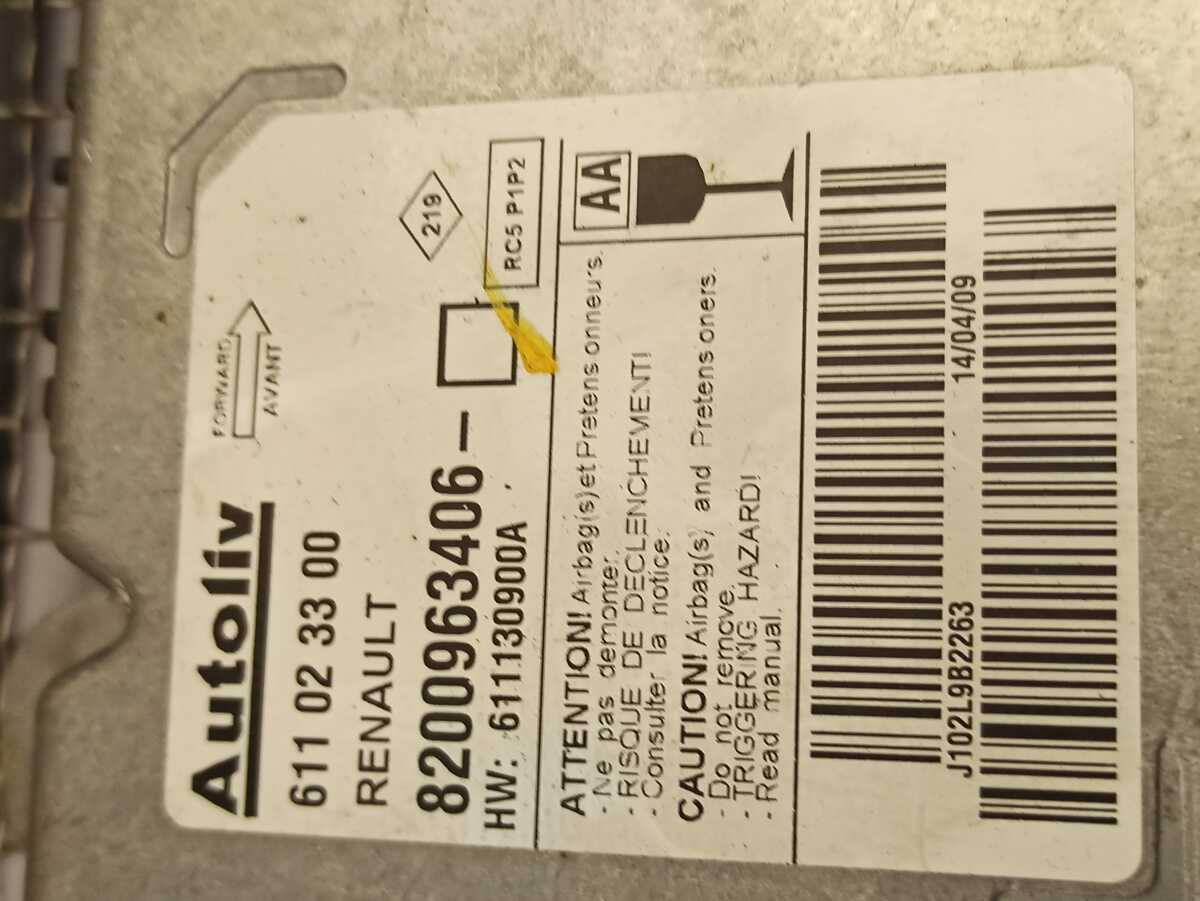 Autoliv
FORWARD
AVANT
611 02 33 00
RENAULT
219
8200963406-
HW: 611130900A
RC5 P1P2
ATTENTION! Airbag(s) et Pretens onneurs.
- Ne pas demonter.
- RISQUE DE DECLENCHEMENT!
- Consulter la notice.
AA
CAUTION! Airbag(s) and Pretens oners.
- Do not remove.
- TRIGGERING HAZARD!
- Read manual.
J102L9B2263 14/04/09